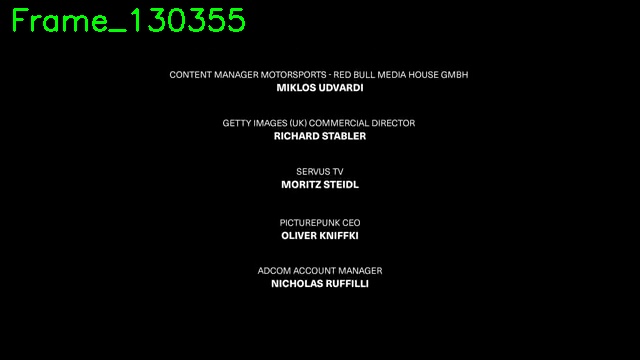 Frame_130355
CONTENT MANAGER MOTORSPORTS - RED BULL MEDIA HOUSE GMBH
MIKLOS UDVARDI
GETTY IMAGES (UK) COMMERCIAL DIRECTOR
RICHARD STABLER
SERVUS TV
MORITZ STEIDL
PICTUREPUNK CEO
OLIVER KNIFFKI
ADCOM ACCOUNT MANAGER
NICHOLAS RUFFILLI